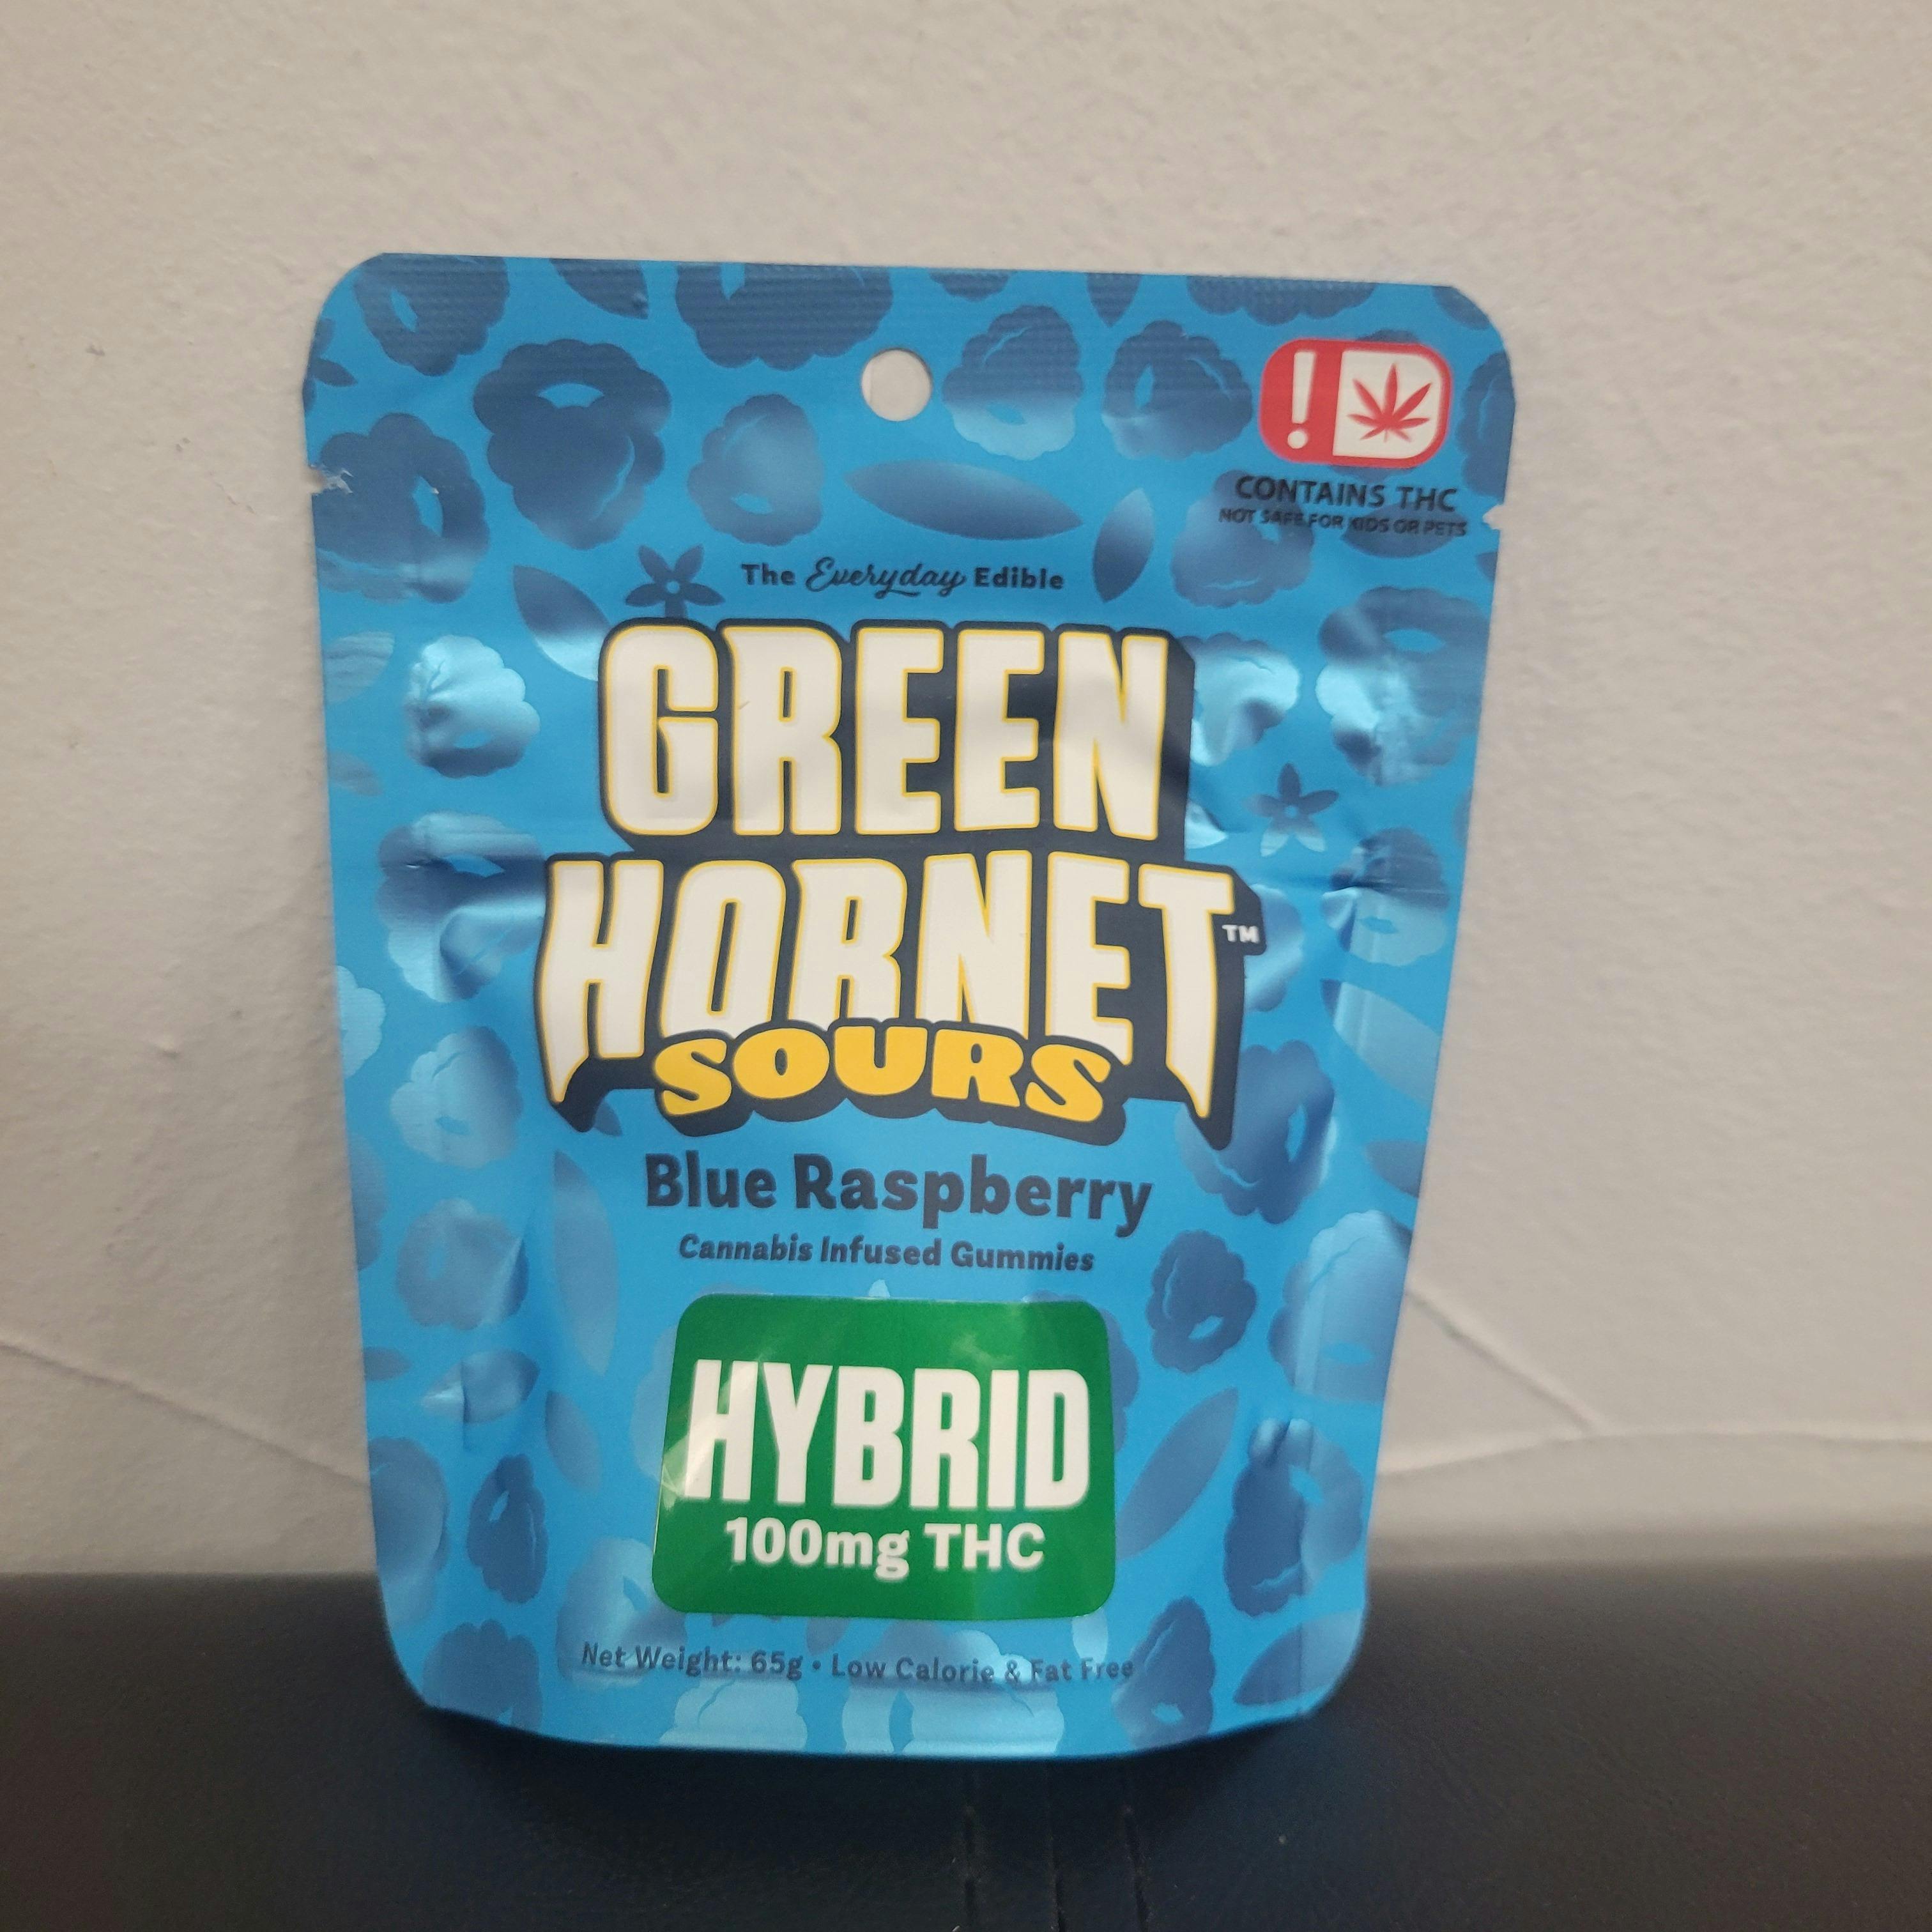 !
CONTAINS THC
NOT SAFE FOR KIDS OR PETS
The Everyday Edible
GREEN
HORNET™
SOURS
Blue Raspberry
Cannabis Infused Gummies
HYBRID
100mg THC
Net Weight: 65g • Low Calorie & Fat Free